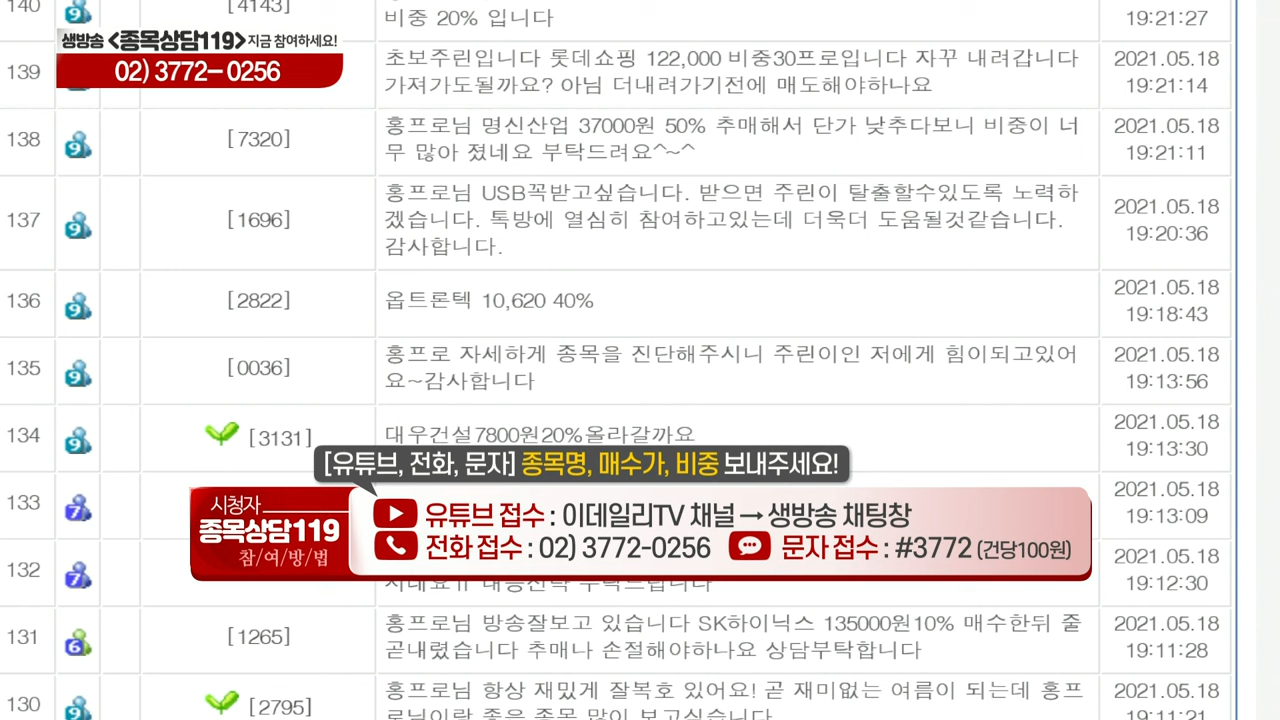 140
[4143]
비중 20% 입니다
19:21:27
생방송 <종목상담119> 지금 참여하세요!
02) 3772-0256
139
초보주린입니다 롯데쇼핑 122,000 비중30프로입니다 자꾸 내려갑니다
가져가도될까요? 아님 더내려가기전에 매도해야하나요
2021.05.18
19:21:14
138
[7320]
홍프로님 명신산업 37000원 50% 추매해서 단가 낮추다보니 비중이 너
무 많아 졌네요 부탁드려요^~^
2021.05.18
19:21:11
137
[1696]
홍프로님 USB꼭받고싶습니다. 받으면 주린이 탈출할수있도록 노력하
겠습니다. 톡방에 열심히 참여하고있는데 더욱더 도움될것같습니다.
감사합니다.
2021.05.18
19:20:36
136
[2822]
옵트론텍 10,620 40%
2021.05.18
19:18:43
135
[0036]
홍프로 자세하게 종목을 진단해주시니 주린이인 저에게 힘이되고있어
요~감사합니다
2021.05.18
19:13:56
134
[3131]
대우건설7800원20%올라갈까요
2021.05.18
19:13:30
[유튜브, 전화, 문자] 종목명, 매수가, 비중 보내주세요!
133
2021.05.18
19:13:09
시청자
종목상담119
참/여/방/법
유튜브 접수 : 이데일리TV 채널 → 생방송 채팅창
전화 접수 : 02) 3772-0256 문자 접수 : #3772 (건당100원)
132
2021.05.18
19:12:30
131
[1265]
홍프로님 방송잘보고 있습니다 SK하이닉스 135000원10% 매수한뒤 줄
곧내렸습니다 추매나 손절해야하나요 상담부탁합니다
2021.05.18
19:11:28
130
[2795]
홍프로님 항상 재밌게 잘복호 있어요! 곧 재미없는 여름이 되는데 홍프
로님이랑 좋은 종목 많이 보고싶습니다
2021.05.18
19:11:21